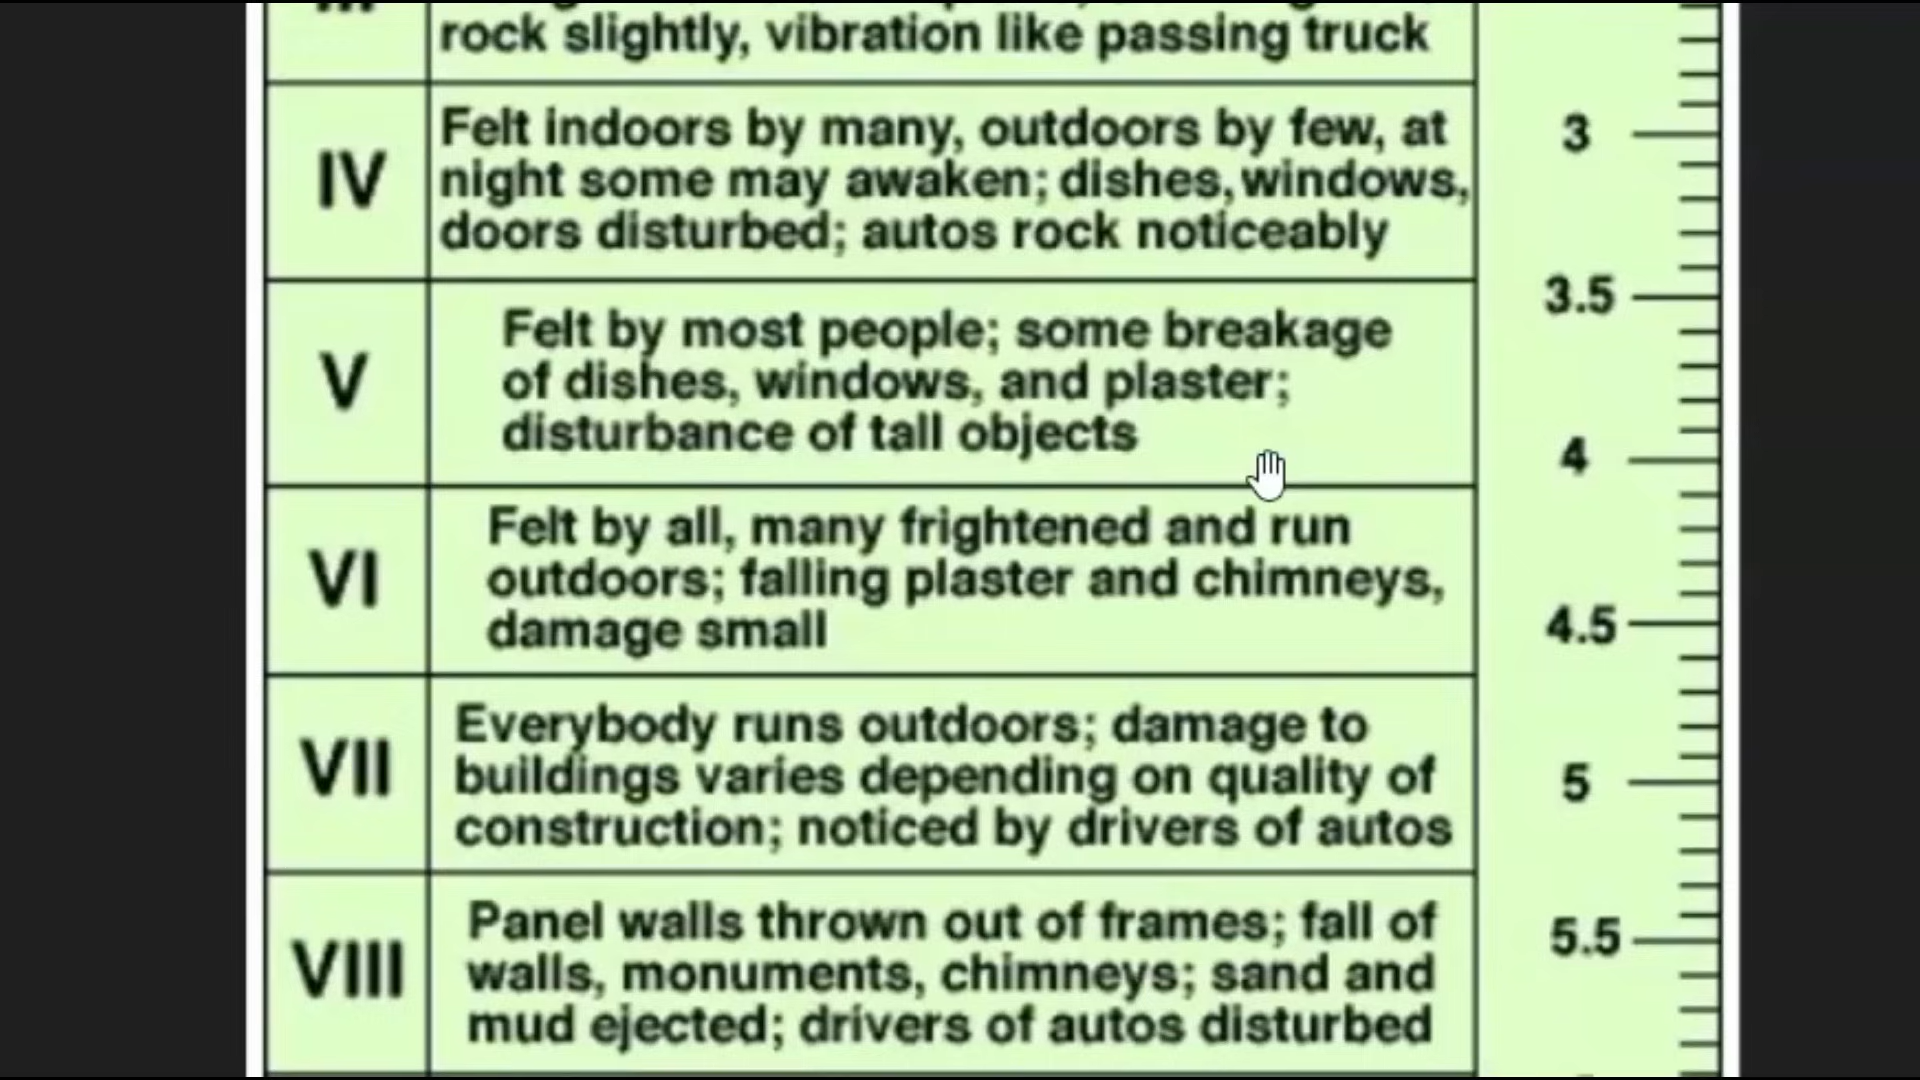 III
rock slightly, vibration like passing truck
IV
Felt indoors by many, outdoors by few, at
night some may awaken; dishes, windows,
doors disturbed; autos rock noticeably
V
Felt by most people; some breakage
of dishes, windows, and plaster;
disturbance of tall objects
VI
Felt by all, many frightened and run
outdoors; falling plaster and chimneys,
damage small
VII
Everybody runs outdoors; damage to
buildings varies depending on quality of
construction; noticed by drivers of autos
VIII
Panel walls thrown out of frames; fall of
walls, monuments, chimneys; sand and
mud ejected; drivers of autos disturbed
3
3.5
4
4.5
5
5.5